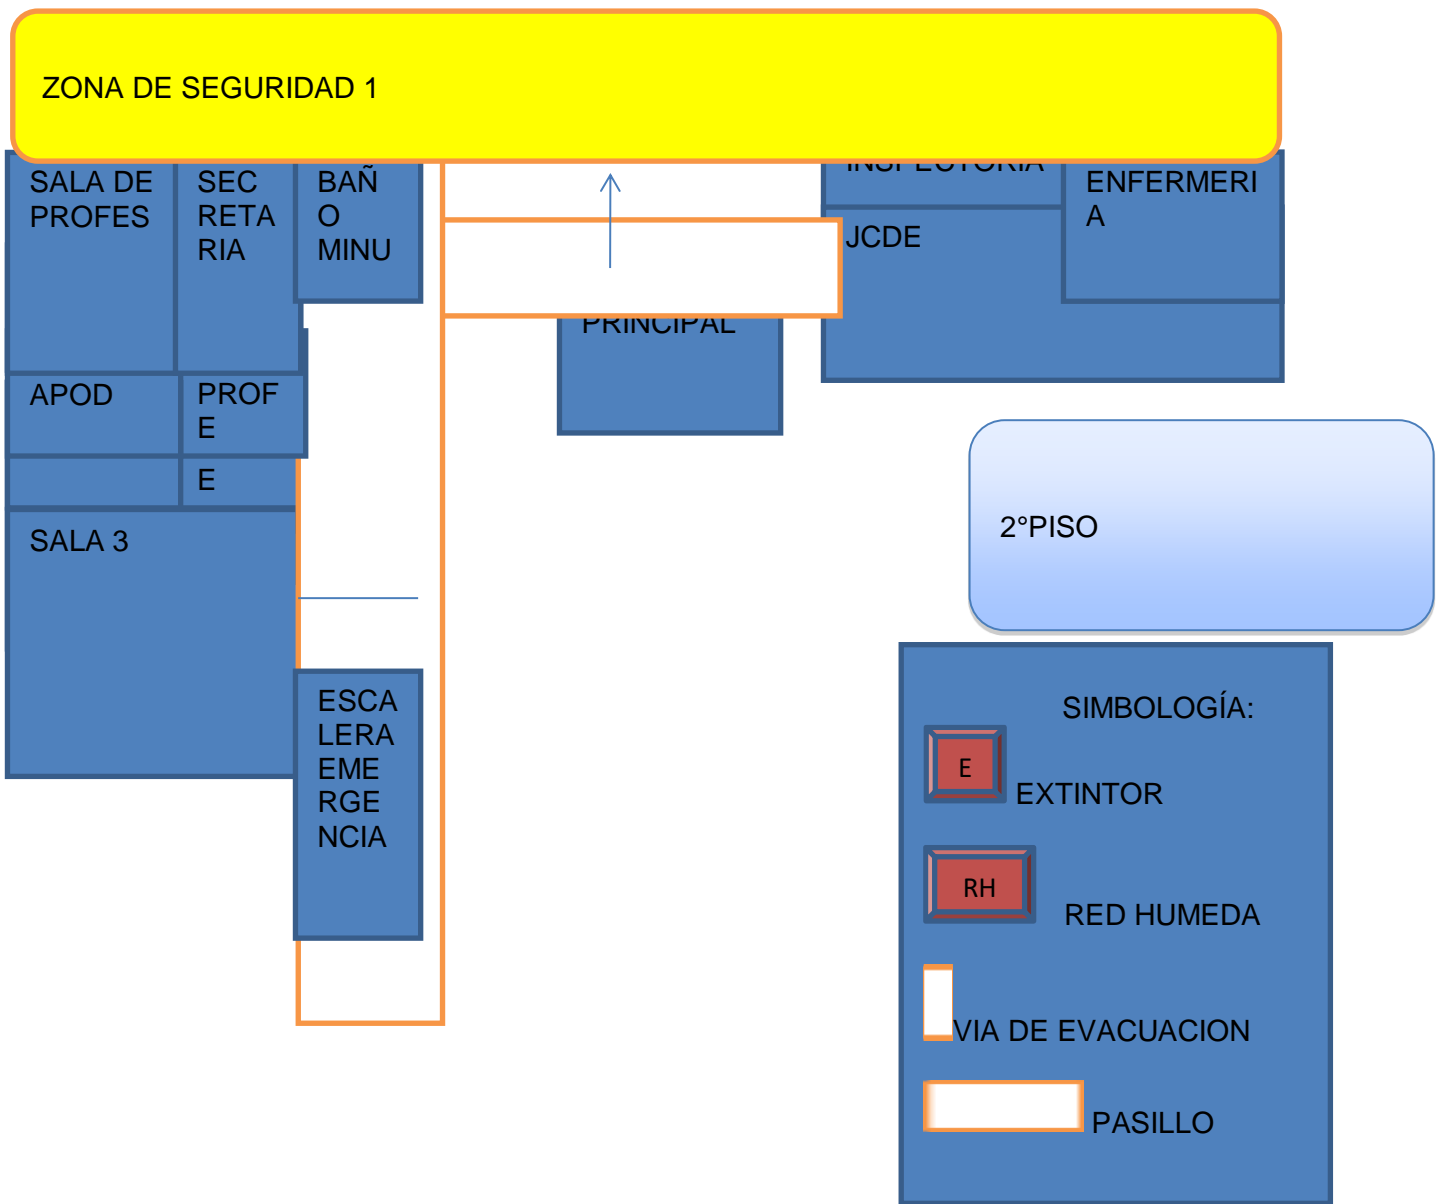 ZONA DE SEGURIDAD 1
SALA DE
PROFES
SEC
RETA
RIA
BAÑ
O
MINU
INSPECTORIA
ENFERMERI
A
JCDE
PRINCIPAL
APOD
PROF
E
E
SALA 3
2°PISO
ESCA
LERA
EME
RGE
NCIA
SIMBOLOGÍA:
E
EXTINTOR
RH
RED HUMEDA
VIA DE EVACUACION
PASILLO